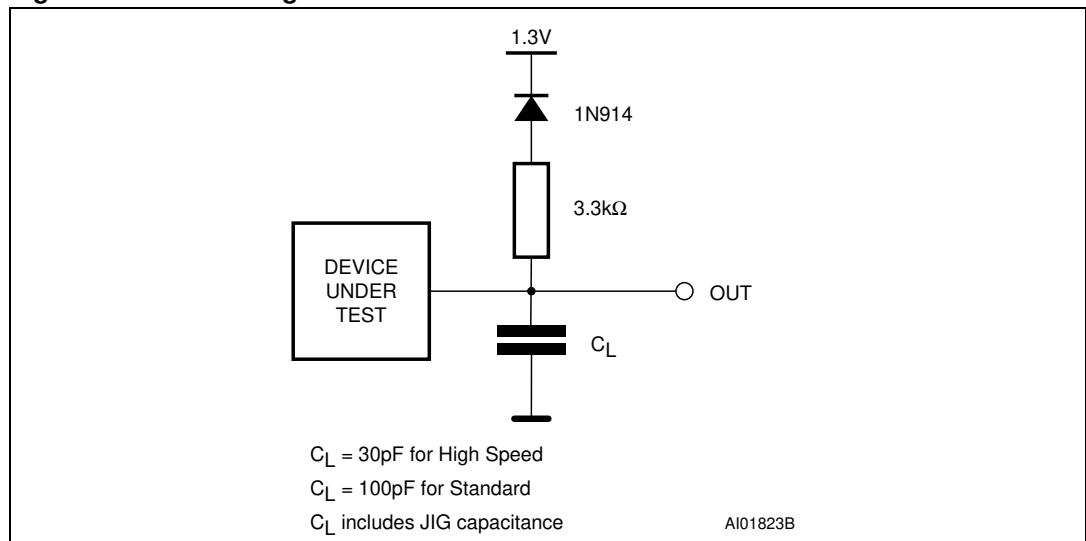 1.3V
1N914
3.3kΩ
DEVICE
UNDER
TEST
OUT
CL
CL = 30pF for High Speed
CL = 100pF for Standard
CL includes JIG capacitance
AI01823B